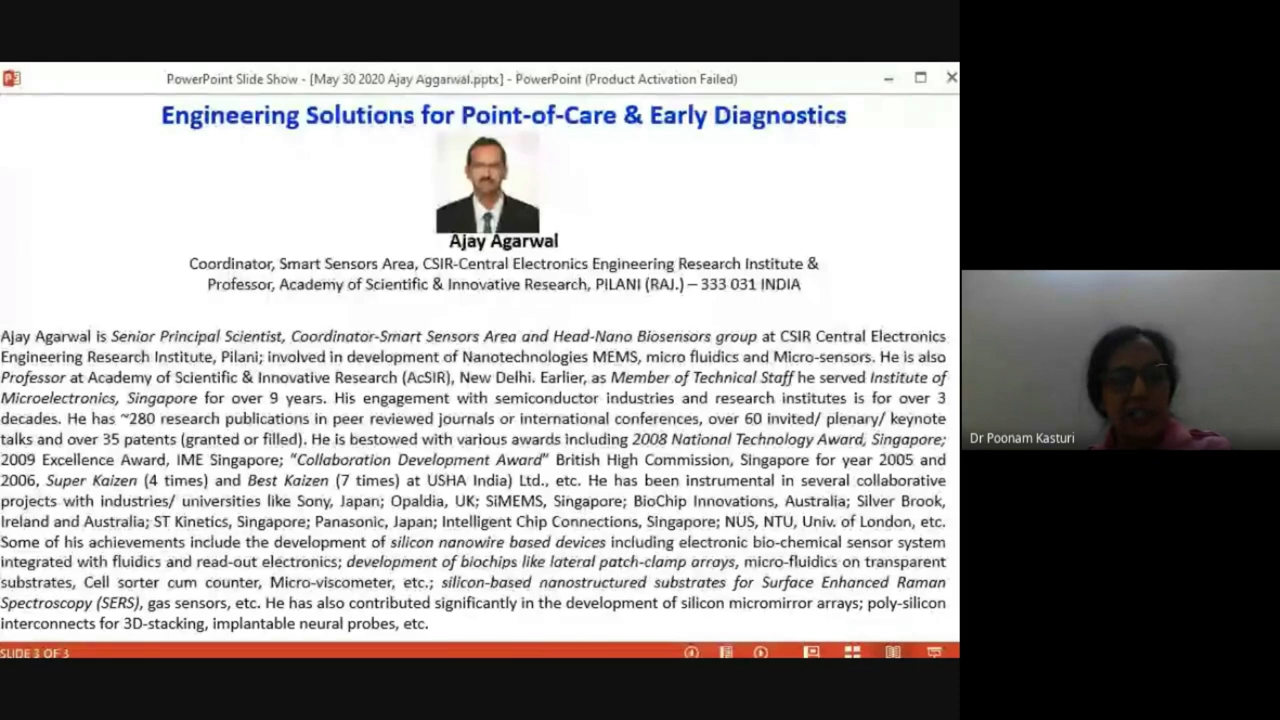 PowerPoint Slide Show - [May 30 2020 Ajay Aggarwal.pptx] - PowerPoint (Product Activation Failed)
Engineering Solutions for Point-of-Care & Early Diagnostics
Ajay Agarwal
Coordinator, Smart Sensors Area, CSIR-Central Electronics Engineering Research Institute &
Professor, Academy of Scientific & Innovative Research, PILANI (RAJ.) – 333 031 INDIA
Ajay Agarwal is Senior Principal Scientist, Coordinator-Smart Sensors Area and Head-Nano Biosensors group at CSIR Central Electronics
Engineering Research Institute, Pilani; involved in development of Nanotechnologies MEMS, micro fluidics and Micro-sensors. He is also
Professor at Academy of Scientific & Innovative Research (AcSIR), New Delhi. Earlier, as Member of Technical Staff he served Institute of
Microelectronics, Singapore for over 9 years. His engagement with semiconductor industries and research institutes is for over 3
decades. He has ~280 research publications in peer reviewed journals or international conferences, over 60 invited/ plenary/ keynote
talks and over 35 patents (granted or filled). He is bestowed with various awards including 2008 National Technology Award, Singapore;
2009 Excellence Award, IME Singapore; “Collaboration Development Award” British High Commission, Singapore for year 2005 and
2006, Super Kaizen (4 times) and Best Kaizen (7 times) at USHA India) Ltd., etc. He has been instrumental in several collaborative
projects with industries/ universities like Sony, Japan; Opaldia, UK; SiMEMS, Singapore; BioChip Innovations, Australia; Silver Brook,
Ireland and Australia; ST Kinetics, Singapore; Panasonic, Japan; Intelligent Chip Connections, Singapore; NUS, NTU, Univ. of London, etc.
Some of his achievements include the development of silicon nanowire based devices including electronic bio-chemical sensor system
integrated with fluidics and read-out electronics; development of biochips like lateral patch-clamp arrays, micro-fluidics on transparent
substrates, Cell sorter cum counter, Micro-viscometer, etc.; silicon-based nanostructured substrates for Surface Enhanced Raman
Spectroscopy (SERS), gas sensors, etc. He has also contributed significantly in the development of silicon micromirror arrays; poly-silicon
interconnects for 3D-stacking, implantable neural probes, etc.
SLIDE 3 OF 3
Dr Poonam Kasturi